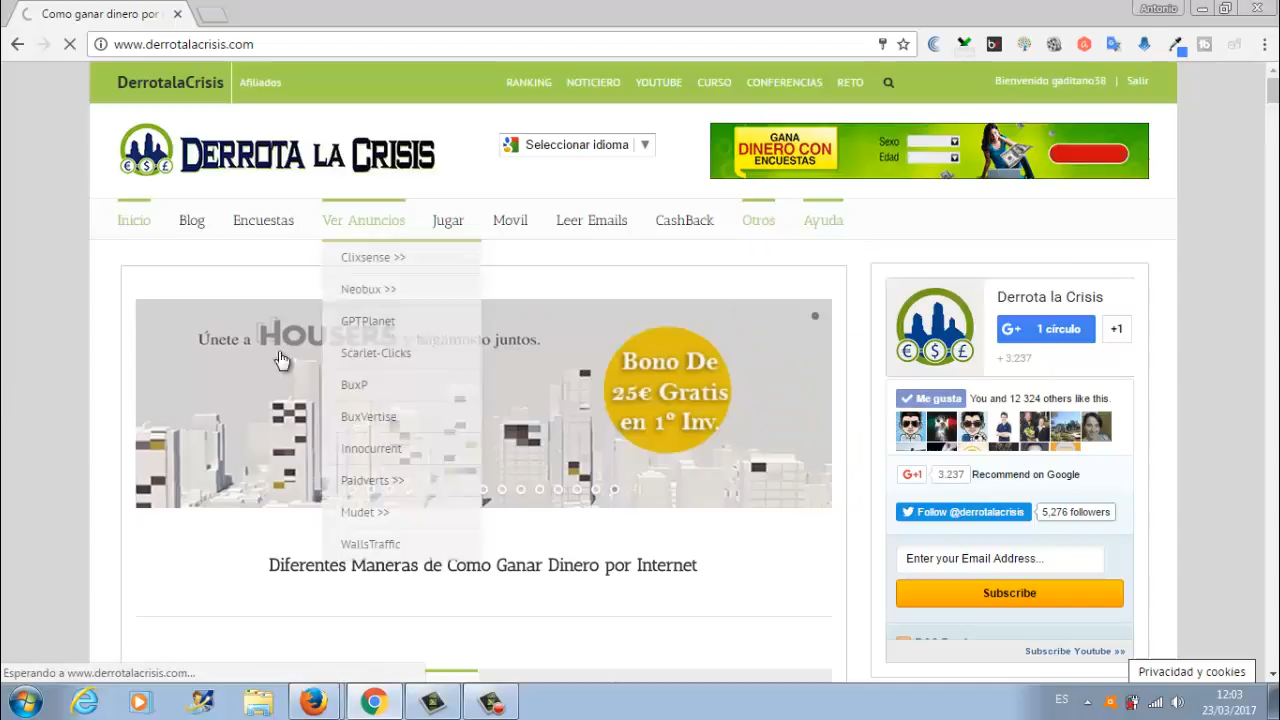 Como ganar dinero por
Antonio
www.derrotalacrisis.com
DerrotalaCrisis
Afiliados
RANKING NOTICIERO YOUTUBE CURSO CONFERENCIAS RETO
Bienvenido gaditano38 | Salir
DERROTA LA CRISIS
Seleccionar idioma ▼
GANA
DINERO CON
ENCUESTAS
Sexo
Edad
Inicio Blog Encuestas Ver Anuncios Jugar Movil Leer Emails CashBack Otros Ayuda
Clixsense >>
Neobux >>
GPTPlanet
Scarlet-Clicks
BuxP
BuxVertise
Innocurrent
Paidverts >>
Mudet >>
WallsTraffic
Únete a HOUSERS y hagámoslo juntos.
Bono De
25€ Gratis
en 1º Inv.
Diferentes Maneras de Como Ganar Dinero por Internet
Derrota la Crisis
G+ 1 círculo +1
+ 3.237
Me gusta You and 12 324 others like this.
G+1 3.237 Recommend on Google
Follow @derrotalacrisis 5,276 followers
Enter your Email Address...
Subscribe
Subscribe Youtube »»
Privacidad y cookies
Esperando a www.derrotalacrisis.com...
ES
12:03
23/03/2017